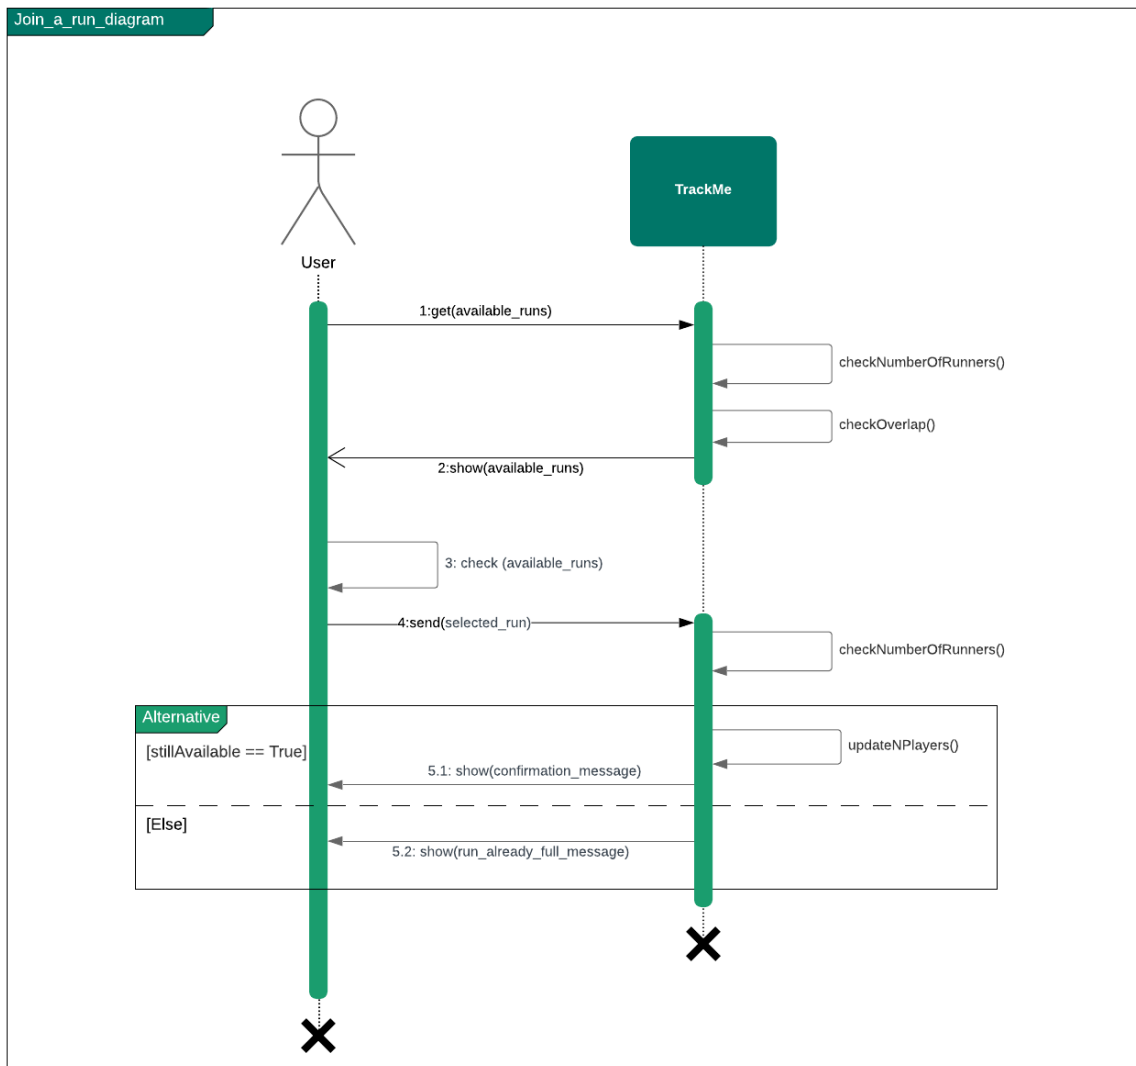 Join_a_run_diagram
TrackMe
User
1:get(available_runs)
checkNumberOfRunners()
checkOverlap()
2:show(available_runs)
3: check (available_runs)
4:send(selected_run)
checkNumberOfRunners()
Alternative
[stillAvailable == True]
updateNPlayers()
5.1: show(confirmation_message)
[Else]
5.2: show(run_already_full_message)